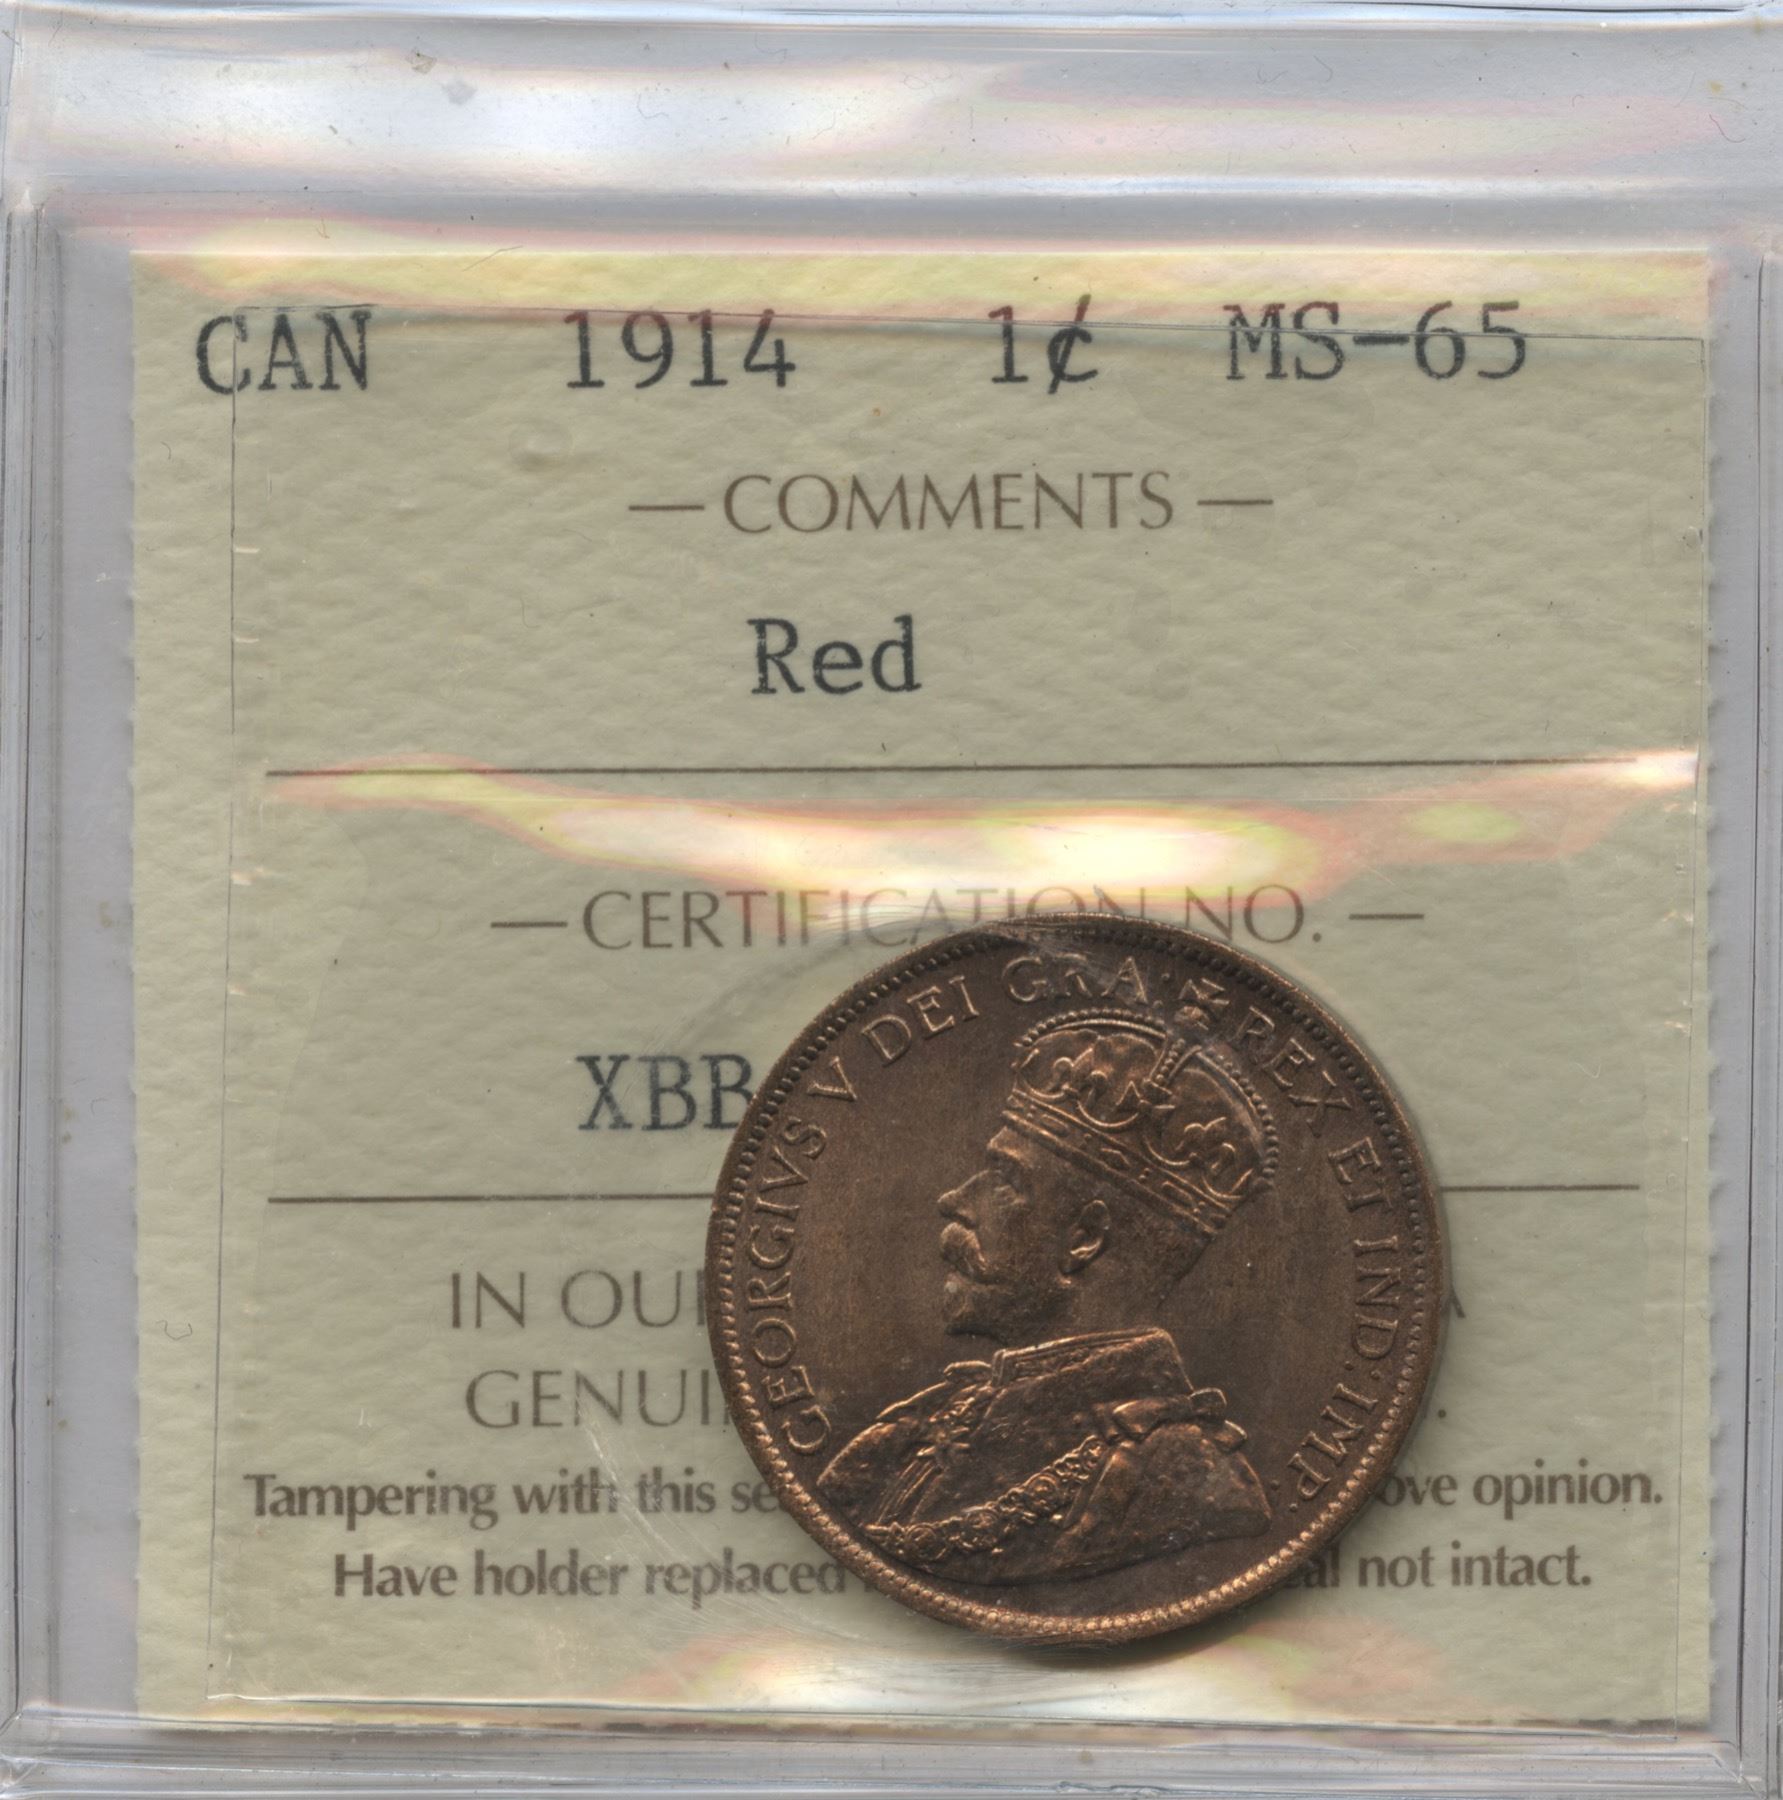 CAN 1914 1¢ MS-65
— COMMENTS —
Red
— CERTIFICATION NO. —
XBB
IN OU
GENUI
Tampering with this se ove opinion.
Have holder replaced al not intact.
GEORGIVS V DEI GRA: REX ET IND: IMP: